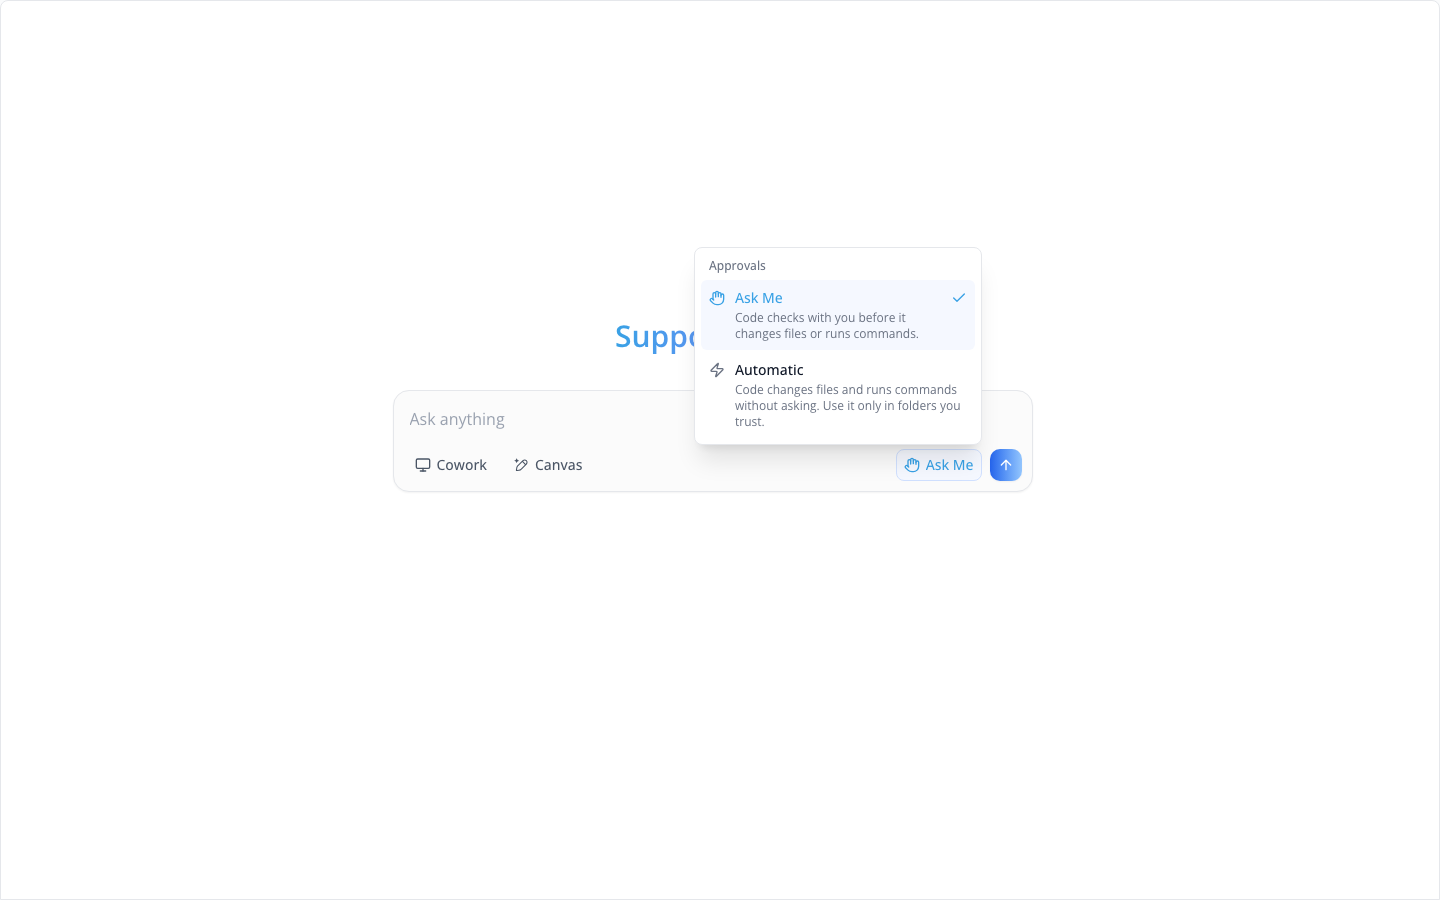 Approvals
Ask Me
Code checks with you before it
changes files or runs commands.
Automatic
Code changes files and runs commands
without asking. Use it only in folders you
trust.
Ask anything
Cowork
Canvas
Ask Me